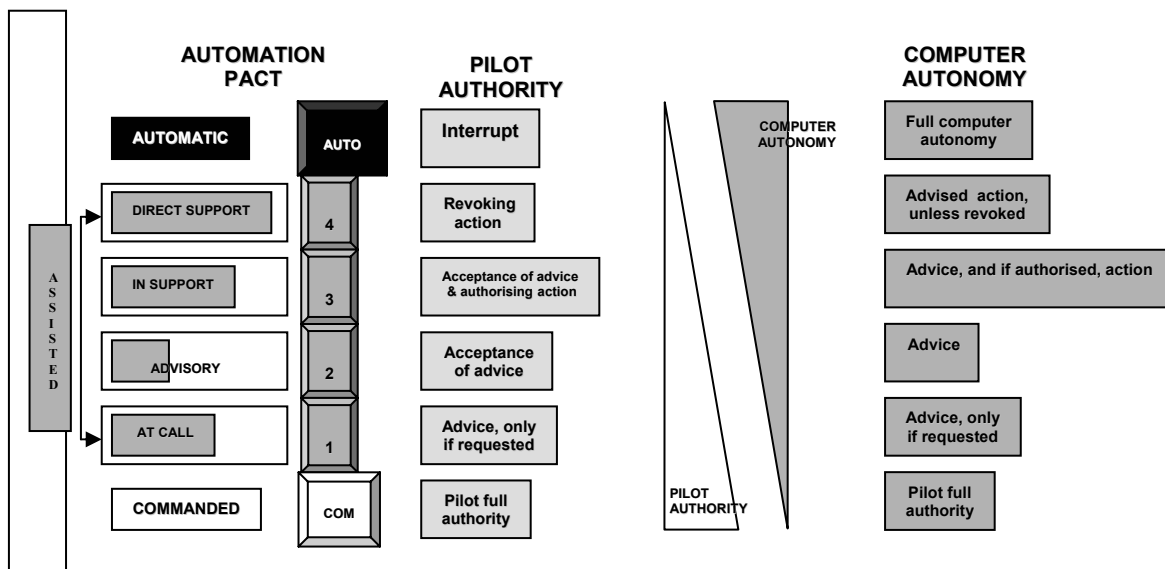 AUTOMATION
PACT
PILOT
AUTHORITY
COMPUTER
AUTONOMY
AUTOMATIC
AUTO
Interrupt
COMPUTER
AUTONOMY
Full computer
autonomy
DIRECT SUPPORT
4
Revoking
action
Advised action,
unless revoked
ASSISTED
IN SUPPORT
3
Acceptance of advice
& authorising action
Advice, and if authorised, action
ADVISORY
2
Acceptance
of advice
Advice
AT CALL
1
Advice, only
if requested
Advice, only
if requested
COMMANDED
COM
Pilot full
authority
PILOT
AUTHORITY
Pilot full
authority